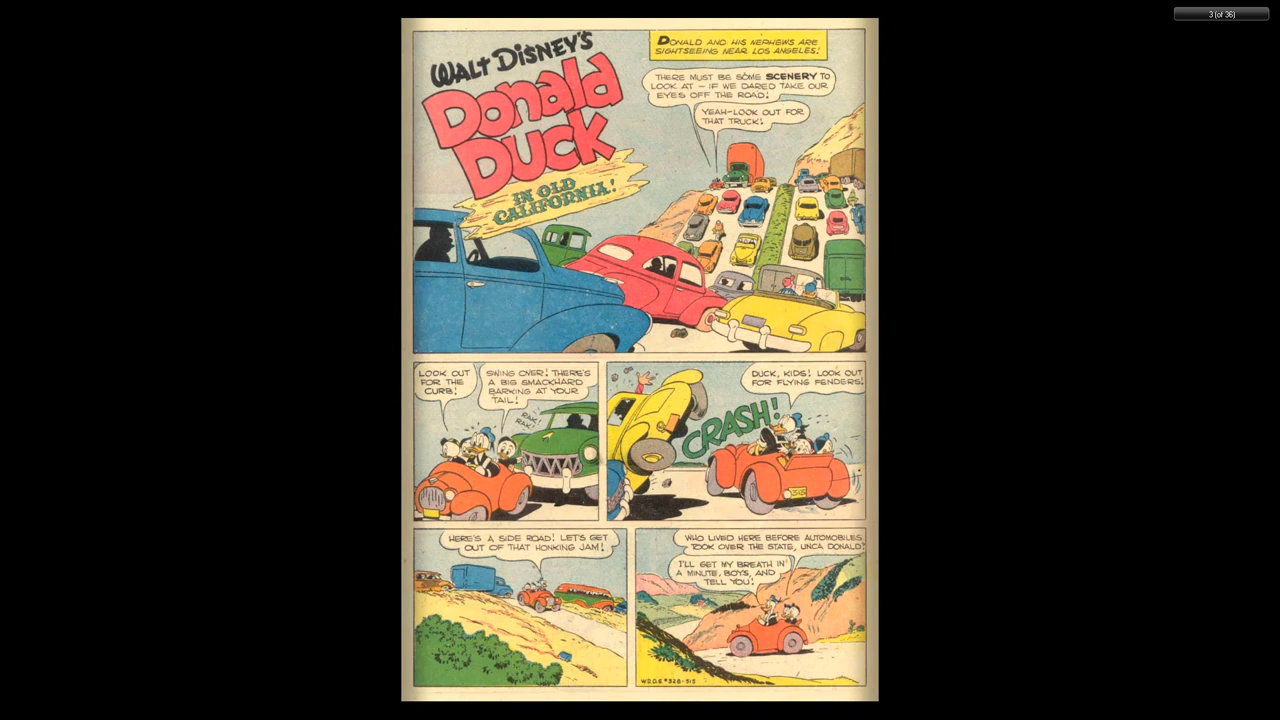 3 (of 36)
WALT DISNEY'S
Donald
Duck
IN OLD
CALIFORNIA!
DONALD AND HIS NEPHEWS ARE
SIGHTSEEING NEAR LOS ANGELES!
THERE MUST BE SOME SCENERY TO
LOOK AT — IF WE DARED TAKE OUR
EYES OFF THE ROAD!
YEAH-LOOK OUT FOR
THAT TRUCK!
LOOK OUT
FOR THE
CURB!
SWING OVER! THERE'S
A BIG SMACKHARD
BARKING AT YOUR
TAIL!
RAK!
RAK!
CRASH!
DUCK, KIDS! LOOK OUT
FOR FLYING FENDERS!
HERE'S A SIDE ROAD! LET'S GET
OUT OF THAT HONKING JAM!
WHO LIVED HERE BEFORE AUTOMOBILES
TOOK OVER THE STATE, UNCA DONALD?
I'LL GET MY BREATH IN
A MINUTE, BOYS, AND
TELL YOU!
W.D.O.S. #328-515